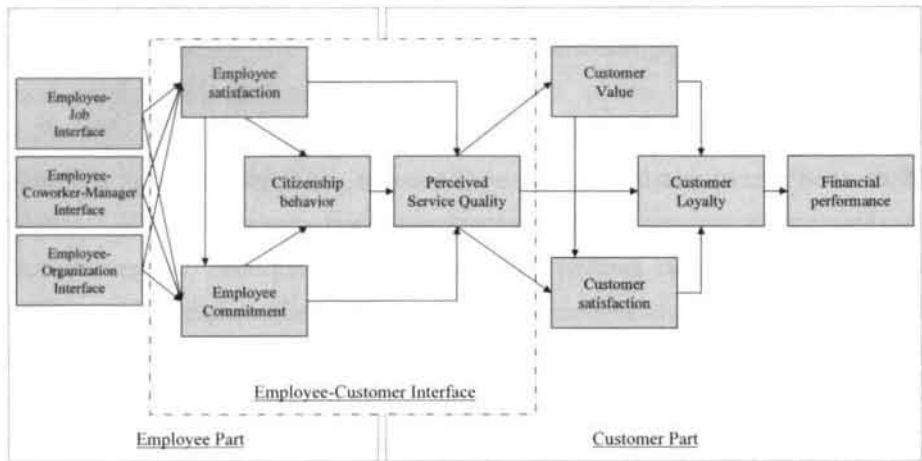 Employee-
Job
Interface
Employee-
Coworker-Manager
Interface
Employee-
Organization
Interface
Employee
satisfaction
Citizenship
behavior
Employee
Commitment
Perceived
Service Quality
Customer
Value
Customer
Loyalty
Customer
satisfaction
Financial
performance
Employee-Customer Interface
Employee Part
Customer Part